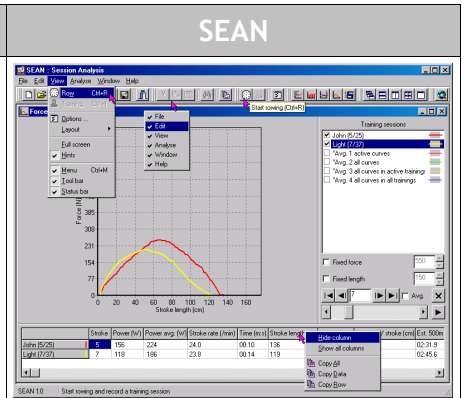 SEAN
SEAN : Session Analysis
File Edit View Analyse Window Help
Row Ctrl+R
Training
Options ...
Layout
Full screen
Hints
Menu Ctrl+M
Tool bar
Status bar
File
Edit
View
Analyse
Window
Help
Start rowing (Ctrl+R)
Force
Training sessions
John (5/25)
Light (7/37)
*Avg. 1 active curves
*Avg. 2 all curves
*Avg. 3 all curves in active trainings
*Avg. 4 all curves in all trainings
Force (N)
385
308
231
154
77
0
0 20 40 60 80 100 120 140 160
Stroke length (cm)
Fixed force 550
Fixed length 150
7 Avg.
Stroke Power (W) Power avg. (W) Stroke rate (/min) Time (m:s) Stroke length / stroke (cm) Est. 500m
John (5/25) 5 156 224 24.0 00:10 136 02:31.9
Light (7/37) 7 118 186 23.8 00:14 119 02:45.6
Hide column
Show all columns
Copy All
Copy Data
Copy Row
SEAN 1.0 Start rowing and record a training session